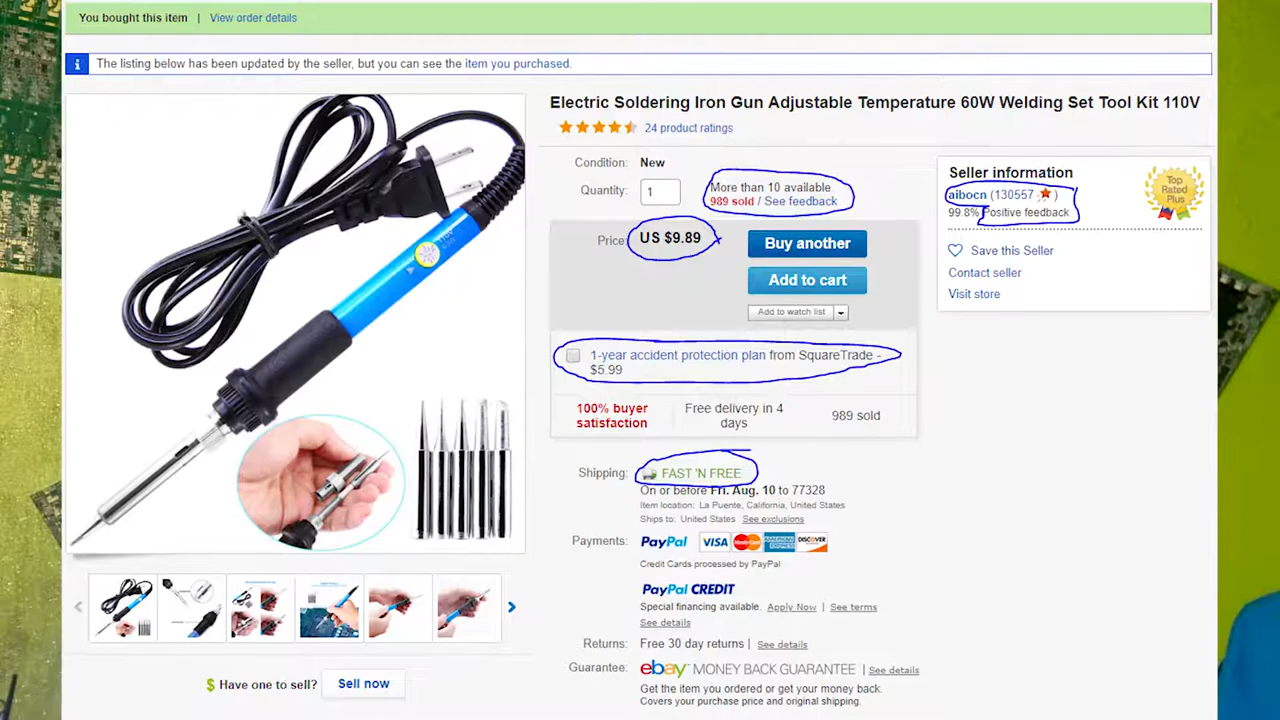 You bought this item | View order details
i The listing below has been updated by the seller, but you can see the item you purchased.
Electric Soldering Iron Gun Adjustable Temperature 60W Welding Set Tool Kit 110V
24 product ratings
Condition: New
Quantity: 1
More than 10 available
989 sold / See feedback
Price: US $9.89
Buy another
Add to cart
Add to watch list
1-year accident protection plan from SquareTrade -
$5.99
100% buyer
satisfaction
Free delivery in 4
days
989 sold
Shipping: FAST 'N FREE
On or before Fri. Aug. 10 to 77328
Item location: La Puente, California, United States
Ships to: United States See exclusions
Payments: PayPal VISA MasterCard AMERICAN EXPRESS DISCOVER
Credit Cards processed by PayPal
PayPal CREDIT
Special financing available. Apply Now | See terms
See details
Returns: Free 30 day returns | See details
Guarantee: ebay MONEY BACK GUARANTEE | See details
Get the item you ordered or get your money back.
Covers your purchase price and original shipping.
Seller information
aibocn (130557 )
99.8% Positive feedback
Top
Rated
Plus
Save this Seller
Contact seller
Visit store
$ Have one to sell? Sell now